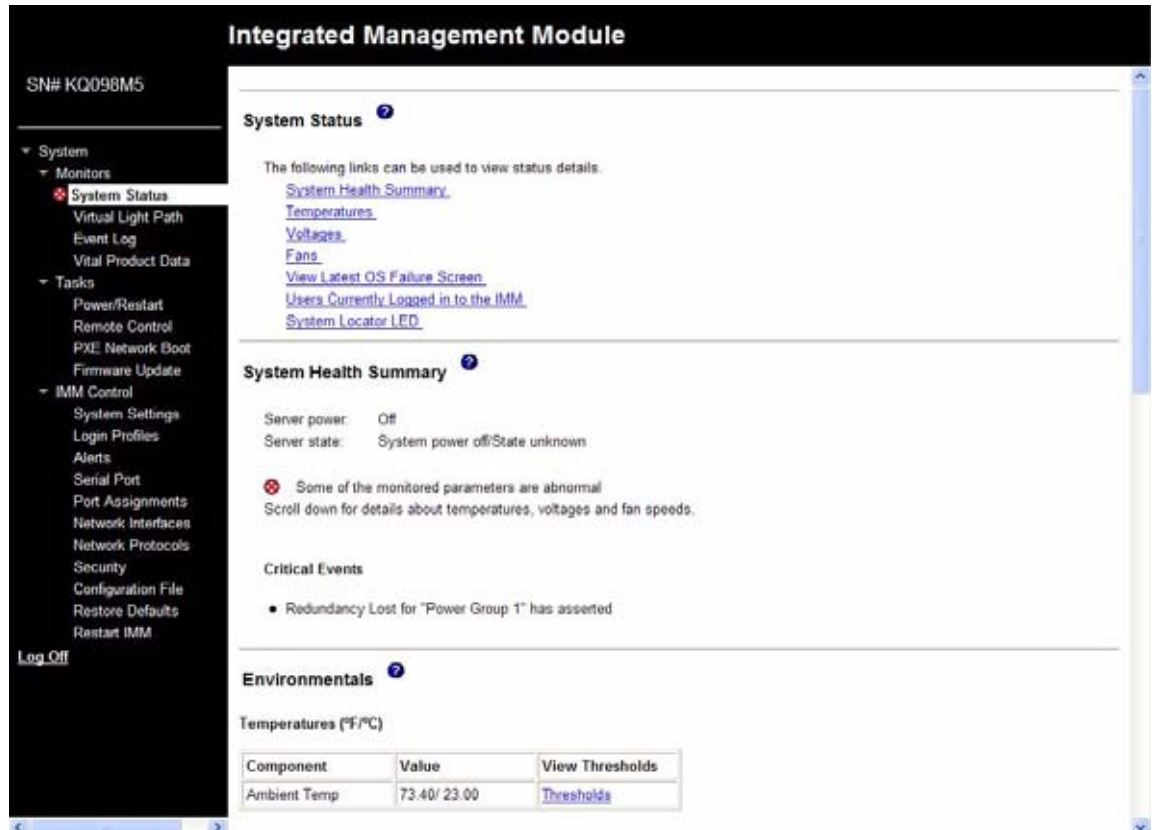 Integrated Management Module
SN# KQ098M5
System
Monitors
System Status
Virtual Light Path
Event Log
Vital Product Data
Tasks
Power/Restart
Remote Control
PXE Network Boot
Firmware Update
IMM Control
System Settings
Login Profiles
Alerts
Serial Port
Port Assignments
Network Interfaces
Network Protocols
Security
Configuration File
Restore Defaults
Restart IMM
Log Off
System Status ?
The following links can be used to view status details.
System Health Summary
Temperatures
Voltages
Fans
View Latest OS Failure Screen
Users Currently Logged in to the IMM
System Locator LED
System Health Summary ?
Server power: Off
Server state: System power off/State unknown
Some of the monitored parameters are abnormal
Scroll down for details about temperatures, voltages and fan speeds.
Critical Events
• Redundancy Lost for "Power Group 1" has asserted
Environmentals ?
Temperatures (ºF/ºC)
Component Value View Thresholds
Ambient Temp 73.40/ 23.00 Thresholds